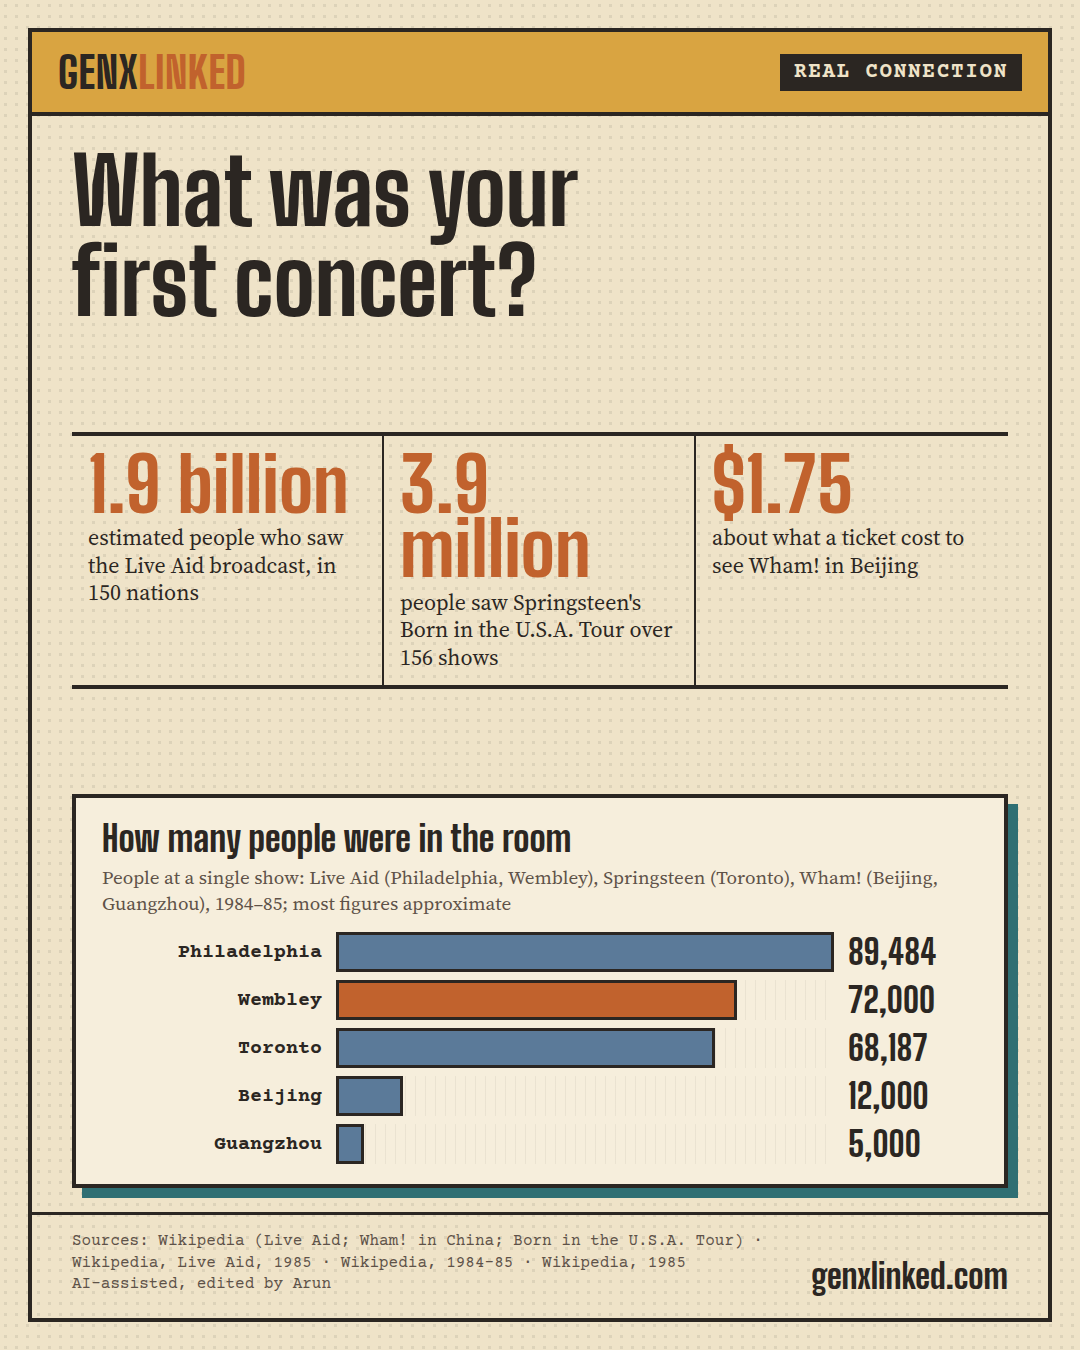 GENXLINKED
REAL CONNECTION
What was your
first concert?
1.9 billion
estimated people who saw
the Live Aid broadcast, in
150 nations
3.9
million
people saw Springsteen's
Born in the U.S.A. Tour over
156 shows
$1.75
about what a ticket cost to
see Wham! in Beijing
How many people were in the room
People at a single show: Live Aid (Philadelphia, Wembley), Springsteen (Toronto), Wham! (Beijing,
Guangzhou), 1984–85; most figures approximate
Philadelphia 89,484
Wembley 72,000
Toronto 68,187
Beijing 12,000
Guangzhou 5,000
Sources: Wikipedia (Live Aid; Wham! in China; Born in the U.S.A. Tour) ·
Wikipedia, Live Aid, 1985 · Wikipedia, 1984–85 · Wikipedia, 1985
AI-assisted, edited by Arun
genxlinked.com